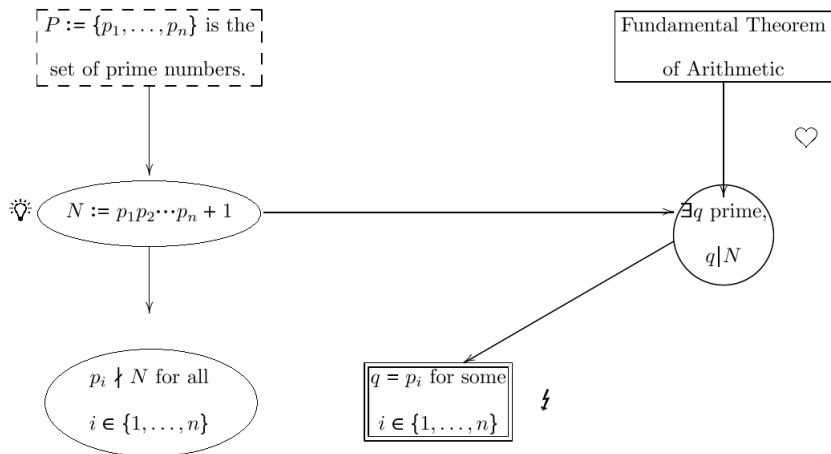 P := {p₁, . . . , pₙ} is the
set of prime numbers.
Fundamental Theorem
of Arithmetic
N := p₁p₂⋯pₙ + 1
∃q prime,
q|N
pᵢ ∤ N for all
i ∈ {1, . . . , n}
q = pᵢ for some
i ∈ {1, . . . , n}